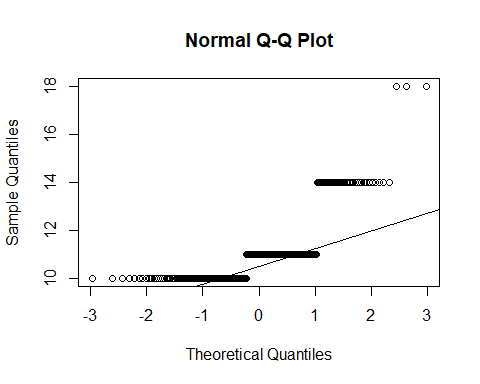 Normal Q-Q Plot
18
16
14
12
10
Sample Quantiles
-3 -2 -1 0 1 2 3
Theoretical Quantiles